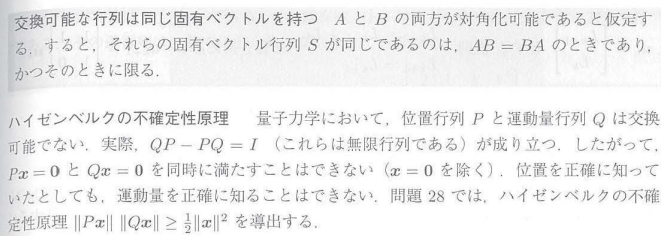 交換可能な行列は同じ固有ベクトルを持つ　A と B の両方が対角化可能であると仮定す
る．すると，それらの固有ベクトル行列 S が同じであるのは，AB = BA のときであり，
かつそのときに限る．
ハイゼンベルクの不確定性原理　量子力学において，位置行列 P と運動量行列 Q は交換
可能でない．実際，QP − PQ = I （これらは無限行列である）が成り立つ．したがって，
Px = 0 と Qx = 0 を同時に満たすことはできない（x = 0 を除く）．位置を正確に知って
いたとしても，運動量を正確に知ることはできない．問題 28 では，ハイゼンベルクの不確
定性原理 ‖Px‖ ‖Qx‖ ≥ ½‖x‖² を導出する．